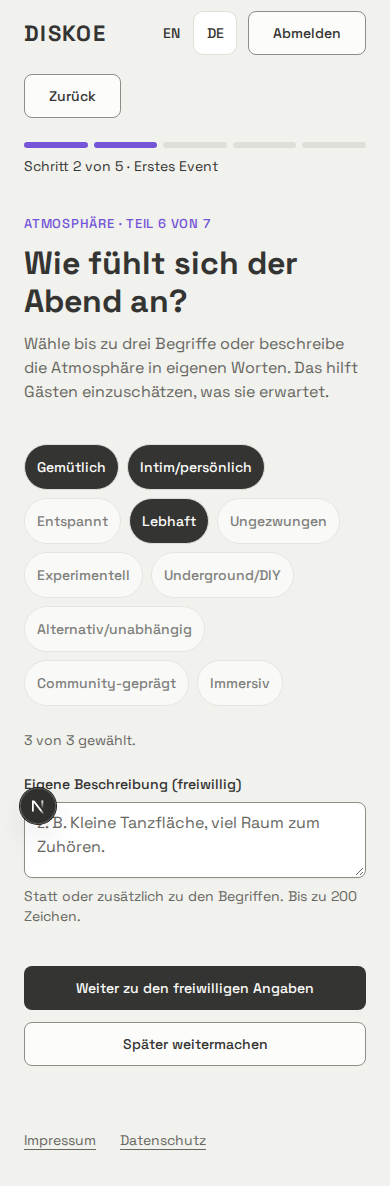 DISKOE
EN
DE
Abmelden
Zurück
Schritt 2 von 5 · Erstes Event
ATMOSPHÄRE · TEIL 6 VON 7
Wie fühlt sich der
Abend an?
Wähle bis zu drei Begriffe oder beschreibe
die Atmosphäre in eigenen Worten. Das hilft
Gästen einzuschätzen, was sie erwartet.
Gemütlich
Intim/persönlich
Entspannt
Lebhaft
Ungezwungen
Experimentell
Underground/DIY
Alternativ/unabhängig
Community-geprägt
Immersiv
3 von 3 gewählt.
Eigene Beschreibung (freiwillig)
N
z. B. Kleine Tanzfläche, viel Raum zum
Zuhören.
Statt oder zusätzlich zu den Begriffen. Bis zu 200
Zeichen.
Weiter zu den freiwilligen Angaben
Später weitermachen
Impressum
Datenschutz